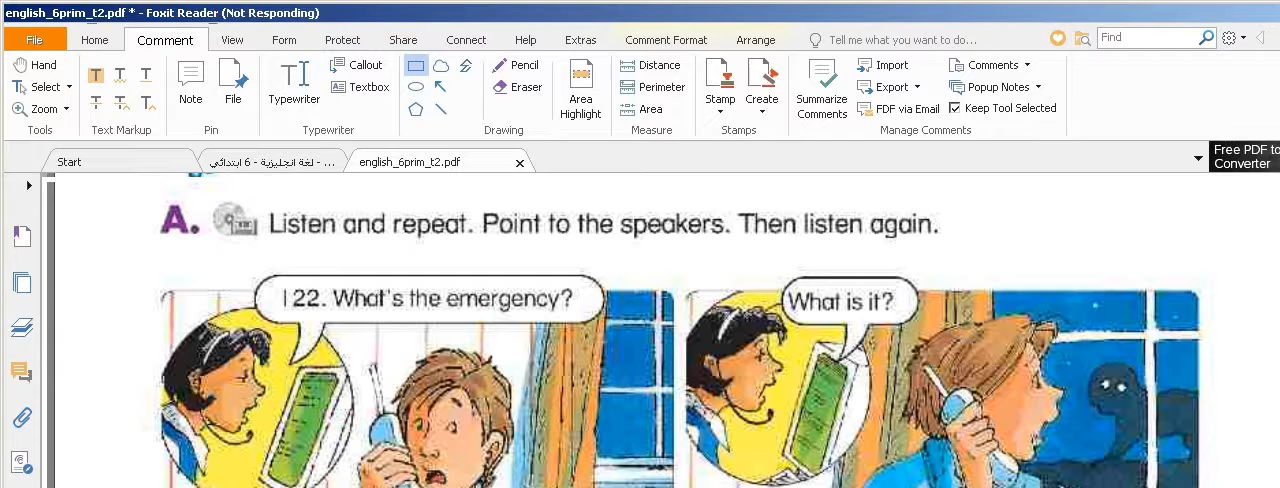 english_6prim_t2.pdf * - Foxit Reader (Not Responding)
File Home Comment View Form Protect Share Connect Help Extras Comment Format Arrange Tell me what you want to do... Find
Hand
Select
Zoom
Tools
Text Markup
Note
File
Pin
Typewriter
Callout
Textbox
Typewriter
Pencil
Eraser
Area Highlight
Drawing
Distance
Perimeter
Area
Measure
Stamp
Create
Stamps
Summarize Comments
Import
Export
FDF via Email
Comments
Popup Notes
Keep Tool Selected
Manage Comments
Start
لغة انجليزية - 6 ابتدائي - ...
english_6prim_t2.pdf
Free PDF to
Converter
A. Listen and repeat. Point to the speakers. Then listen again.
122. What's the emergency?
What is it?